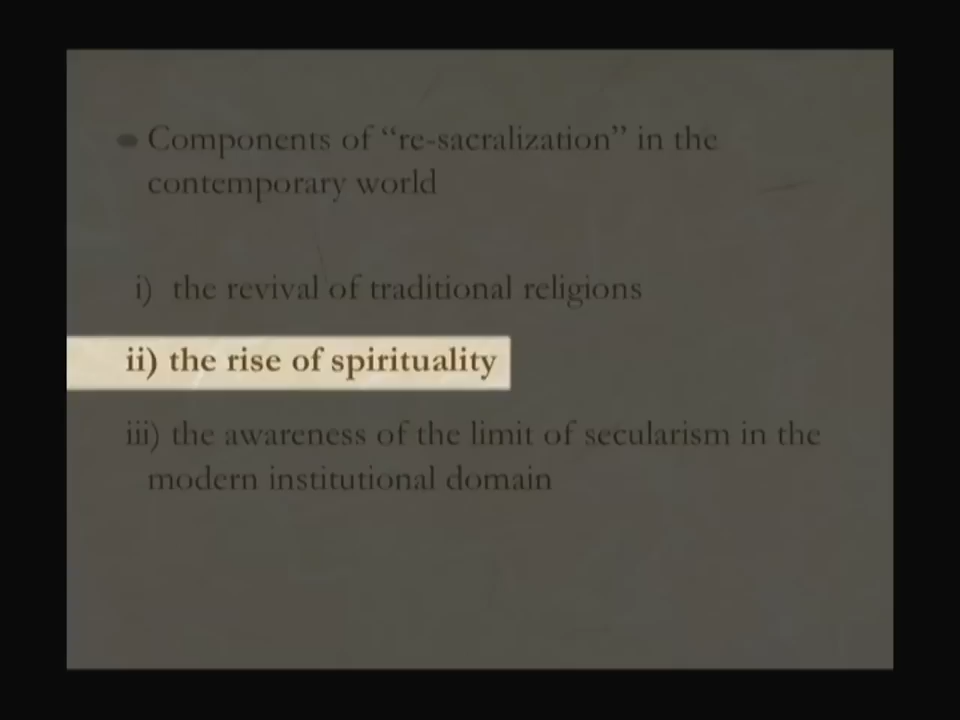 • Components of “re-sacralization” in the
contemporary world
i) the revival of traditional religions
ii) the rise of spirituality
iii) the awareness of the limit of secularism in the
modern institutional domain